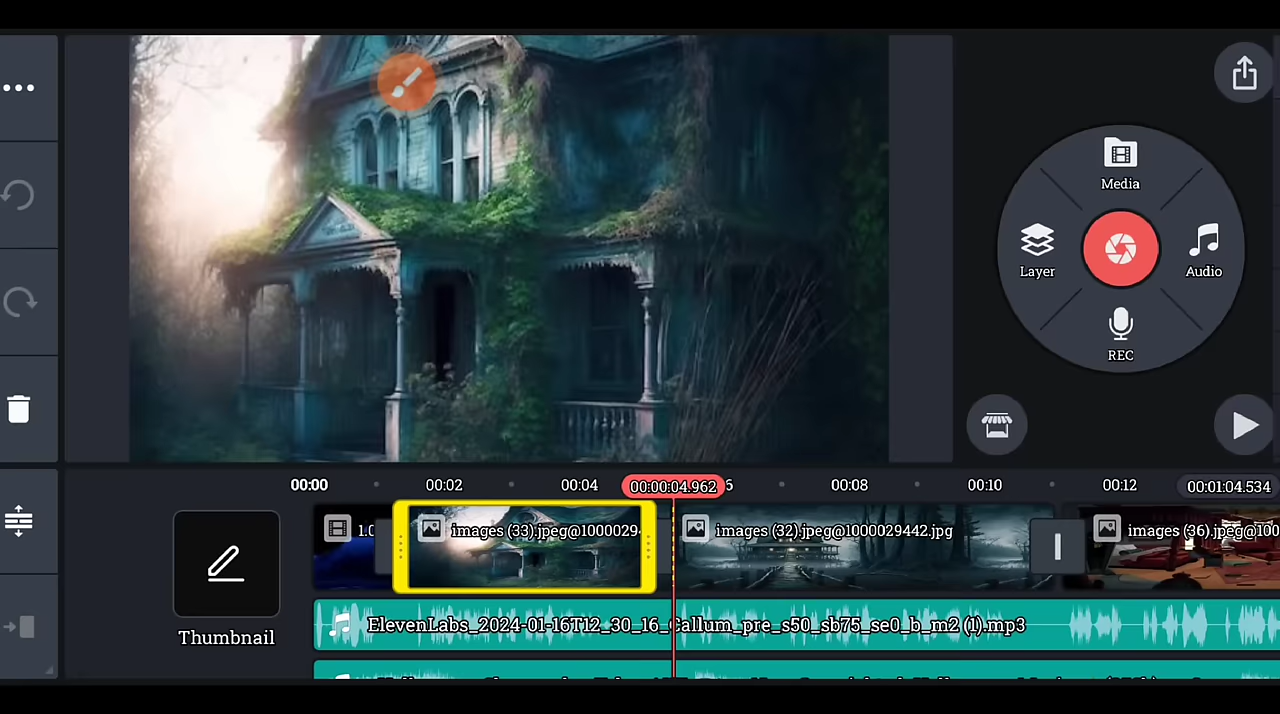 Media
Layer
Audio
REC
00:00
00:02
00:04
00:00:04.962
6
00:08
00:10
00:12
00:01:04.534
1.0
images (33).jpeg@1000029
images (32).jpeg@1000029442.jpg
images (36).jpeg@100
Thumbnail
ElevenLabs_2024-01-16T12_30_16_Callum_pre_s50_sb75_se0_b_m2 (1).mp3